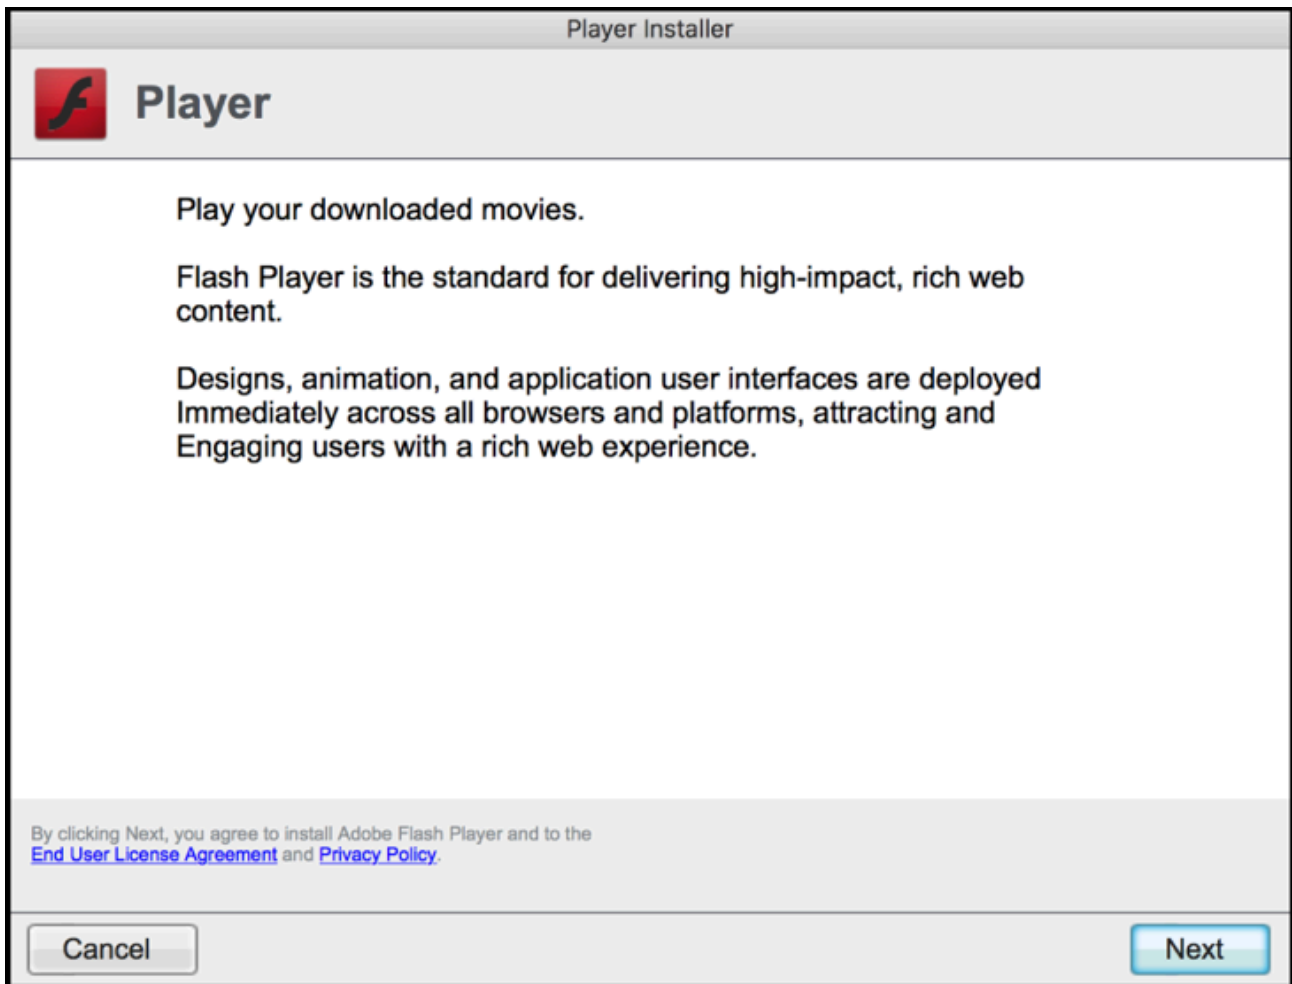 Player Installer
Player
Play your downloaded movies.
Flash Player is the standard for delivering high-impact, rich web
content.
Designs, animation, and application user interfaces are deployed
Immediately across all browsers and platforms, attracting and
Engaging users with a rich web experience.
By clicking Next, you agree to install Adobe Flash Player and to the
End User License Agreement and Privacy Policy.
Cancel
Next